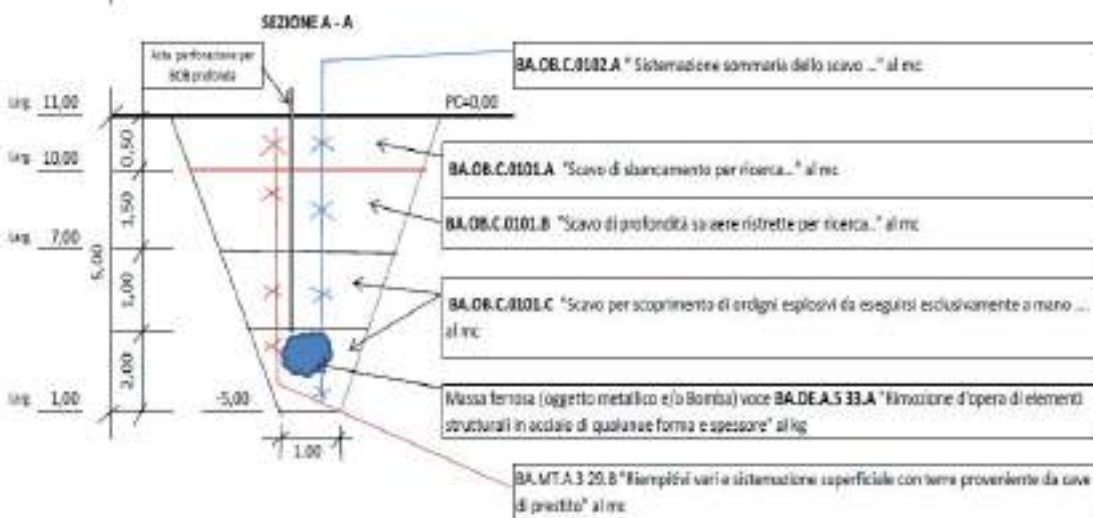 SEZIONE A - A
Asta perforazione per
BOB profonda
BA.OB.C.0102.A " Sistemazione sommaria dello scavo ..." al mc
Larg. 11,00
PC=0,00
0,50
Larg. 10,00
BA.OB.C.0101.A "Scavo di sbancamento per ricerca..." al mc
1,50
BA.OB.C.0101.B "Scavo di profondità so aere ristrette per ricerca.." al mc
Larg. 7,00
5,00
1,00
BA.OB.C.0101.C "Scavo per scoprimento di ordigni esplosivi da eseguirsi esclusivamente a mano ....
al mc
2,00
Larg. 1,00
-5,00
Massa ferrosa (oggetto metallico e/o Bomba) voce BA.DE.A.5 33.A "Rimozione d'opera di elementi
strutturali in acciaio di qualunue forma e spessore" al kg
1.00
BA.MT.A.3 29.B "Riempitivi vari e sistemazione superficiale con terre proveniente da cave
di prestito" al mc